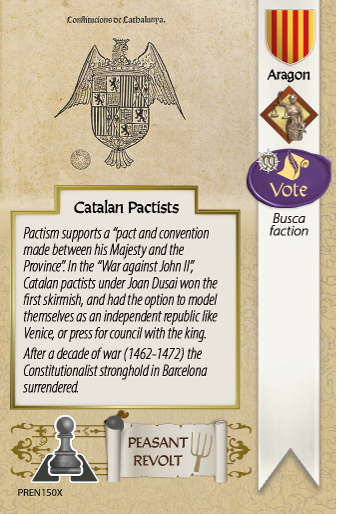 Constitucions de Cathalunya.
Aragon
Vote
Busca
faction
Catalan Pactists
Pactism supports a “pact and convention
made between his Majesty and the
Province”. In the “War against John II”,
Catalan pactists under Joan Dusai won the
first skirmish, and had the option to model
themselves as an independent republic like
Venice, or press for council with the king.
After a decade of war (1462-1472) the
Constitutionalist stronghold in Barcelona
surrendered.
PEASANT
REVOLT
PREN150X